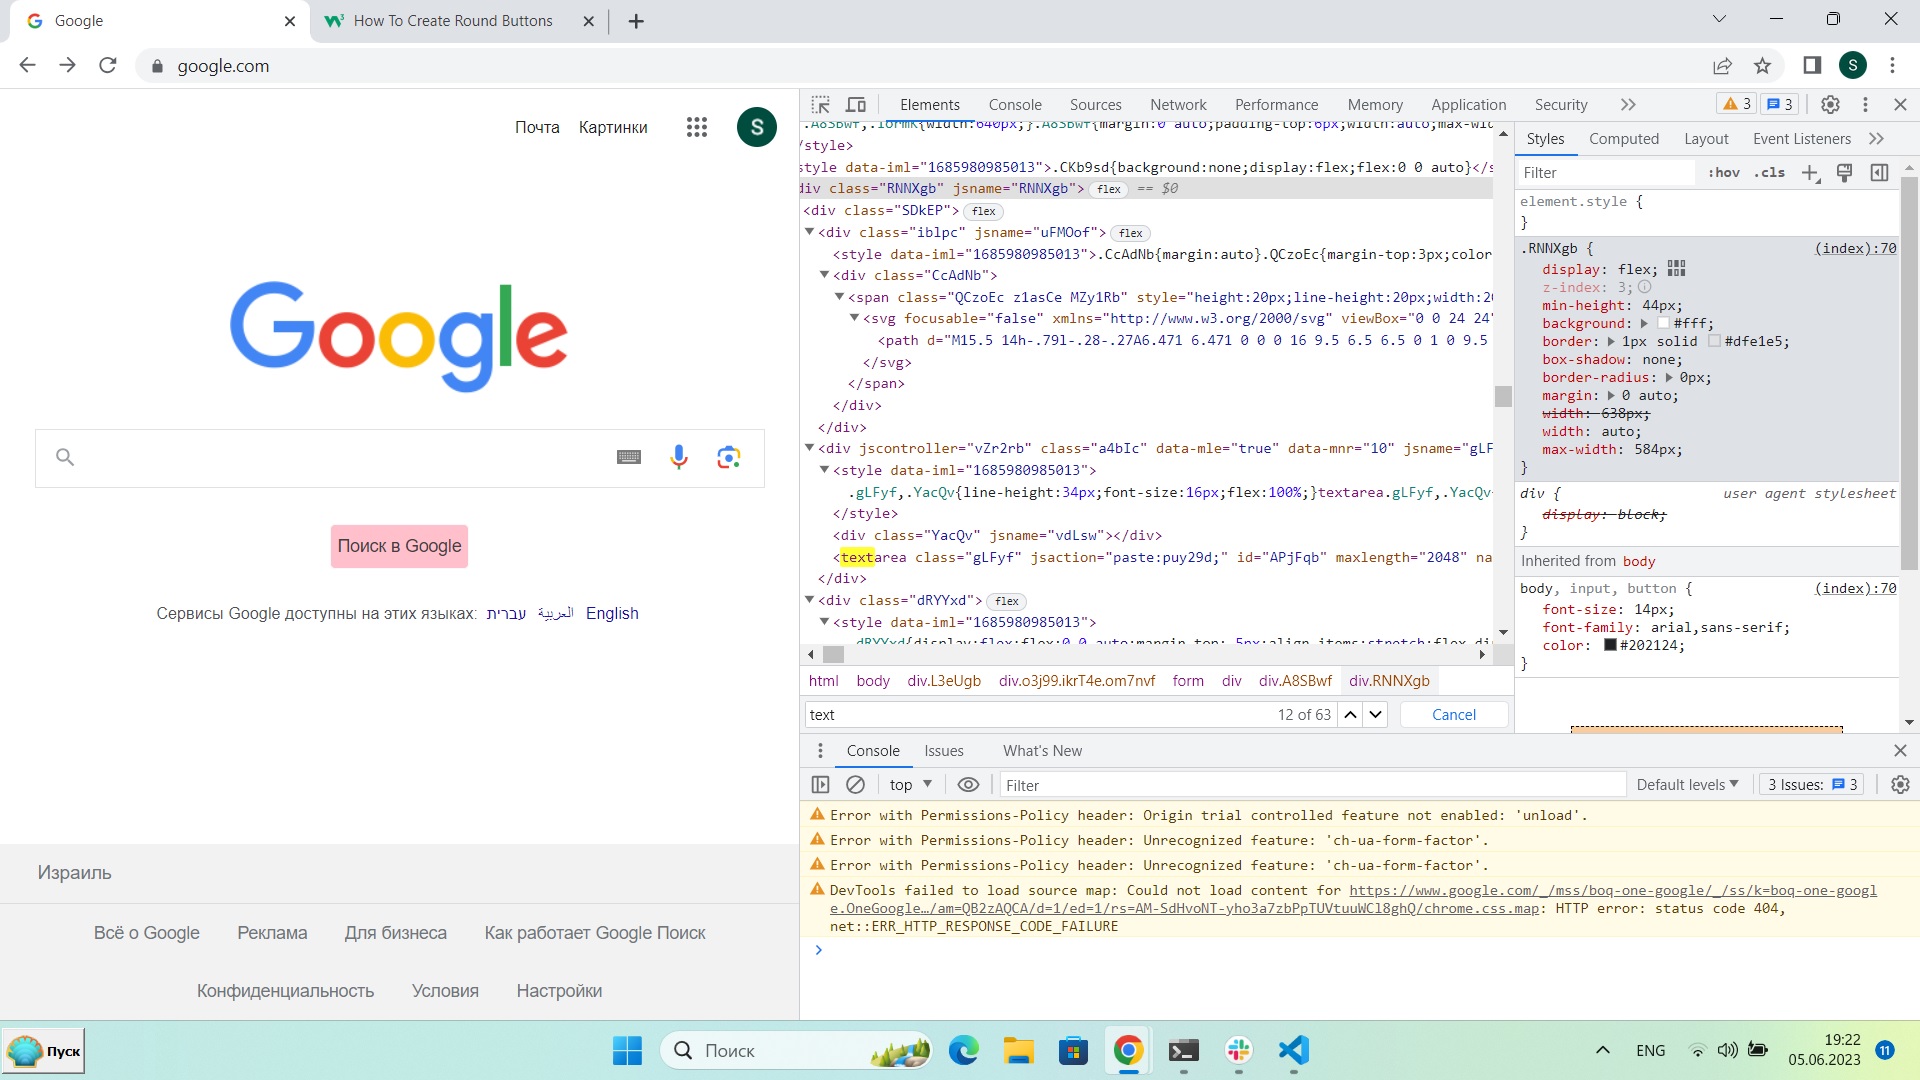 Google
How To Create Round Buttons
google.com
S
Почта
Картинки
S
Google
Поиск в Google
Сервисы Google доступны на этих языках: עברית العربية English
Израиль
Всё о Google
Реклама
Для бизнеса
Как работает Google Поиск
Конфиденциальность
Условия
Настройки
Elements
Console
Sources
Network
Performance
Memory
Application
Security
3
3
.A8SBwf,.IormK{width:640px;}.A8SBwf{margin:0 auto;padding-top:6px;width:auto;max-wid
/style>
style data-iml="1685980985013">.CKb9sd{background:none;display:flex;flex:0 0 auto}</s
div class="RNNXgb" jsname="RNNXgb"> flex == $0
<div class="SDkEP"> flex
<div class="iblpc" jsname="uFMOof"> flex
<style data-iml="1685980985013">.CcAdNb{margin:auto}.QCzoEc{margin-top:3px;color
<div class="CcAdNb">
<span class="QCzoEc z1asCe MZy1Rb" style="height:20px;line-height:20px;width:20
<svg focusable="false" xmlns="http://www.w3.org/2000/svg" viewBox="0 0 24 24"
<path d="M15.5 14h-.79l-.28-.27A6.471 6.471 0 0 0 16 9.5 6.5 6.5 0 1 0 9.5
</svg>
</span>
</div>
</div>
<div jscontroller="vZr2rb" class="a4bIc" data-mle="true" data-mnr="10" jsname="gLF
<style data-iml="1685980985013">
.gLFyf,.YacQv{line-height:34px;font-size:16px;flex:100%;}textarea.gLFyf,.YacQv
</style>
<div class="YacQv" jsname="vdLsw"></div>
<textarea class="gLFyf" jsaction="paste:puy29d;" id="APjFqb" maxlength="2048" na
</div>
<div class="dRYYxd"> flex
<style data-iml="1685980985013">
.dRYYxd{display:flex;flex:0 0 auto;margin-top:-5px;align-items:stretch;flex-di
html
body
div.L3eUgb
div.o3j99.ikrT4e.om7nvf
form
div
div.A8SBwf
div.RNNXgb
text
12 of 63
Cancel
Styles
Computed
Layout
Event Listeners
Filter
:hov
.cls
element.style {
}
.RNNXgb {
(index):70
display: flex;
z-index: 3;
min-height: 44px;
background: #fff;
border: 1px solid #dfe1e5;
box-shadow: none;
border-radius: 0px;
margin: 0 auto;
width: 638px;
width: auto;
max-width: 584px;
}
div {
user agent stylesheet
display: block;
}
Inherited from body
body, input, button {
(index):70
font-size: 14px;
font-family: arial,sans-serif;
color: #202124;
}
Console
Issues
What's New
top
Filter
Default levels
3 Issues: 3
Error with Permissions-Policy header: Origin trial controlled feature not enabled: 'unload'.
Error with Permissions-Policy header: Unrecognized feature: 'ch-ua-form-factor'.
Error with Permissions-Policy header: Unrecognized feature: 'ch-ua-form-factor'.
DevTools failed to load source map: Could not load content for https://www.google.com/_/mss/boq-one-google/_/ss/k=boq-one-googl
e.OneGoogle…/am=QB2zAQCA/d=1/ed=1/rs=AM-SdHvoNT-yho3a7zbPpTUVtuuWCl8ghQ/chrome.css.map: HTTP error: status code 404,
net::ERR_HTTP_RESPONSE_CODE_FAILURE
Пуск
Поиск
ENG
19:22
05.06.2023
11